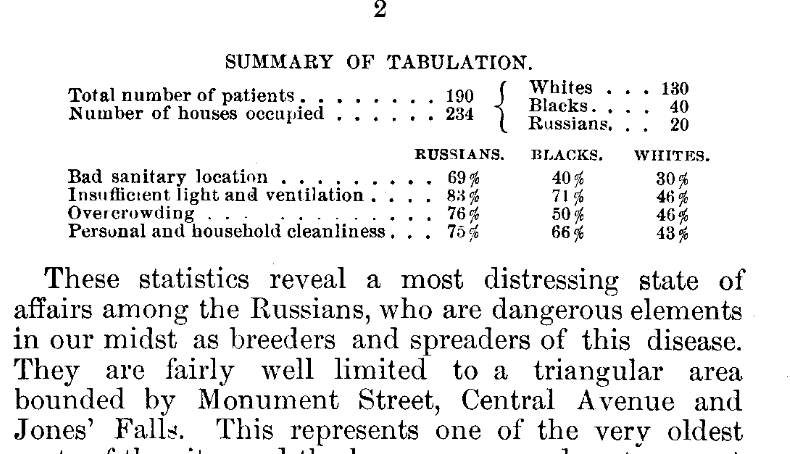 2
SUMMARY OF TABULATION.
Total number of patients . . . . . . . . 190 { Whites . . . 130
Number of houses occupied . . . . . . 234 Blacks . . . . 40
Russians. . . 20
RUSSIANS. BLACKS. WHITES.
Bad sanitary location . . . . . . . . . . 69% 40% 30%
Insufficient light and ventilation . . . . 83% 71% 46%
Overcrowding . . . . . . . . . . . . 76% 50% 46%
Personal and household cleanliness . . . 75% 66% 43%
These statistics reveal a most distressing state of
affairs among the Russians, who are dangerous elements
in our midst as breeders and spreaders of this disease.
They are fairly well limited to a triangular area
bounded by Monument Street, Central Avenue and
Jones' Falls. This represents one of the very oldest